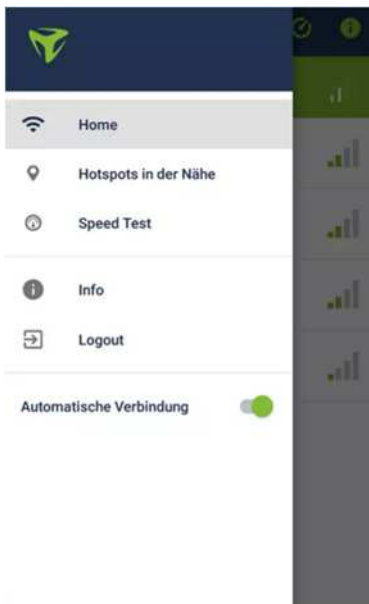 Home
Hotspots in der Nähe
Speed Test
Info
Logout
Automatische Verbindung